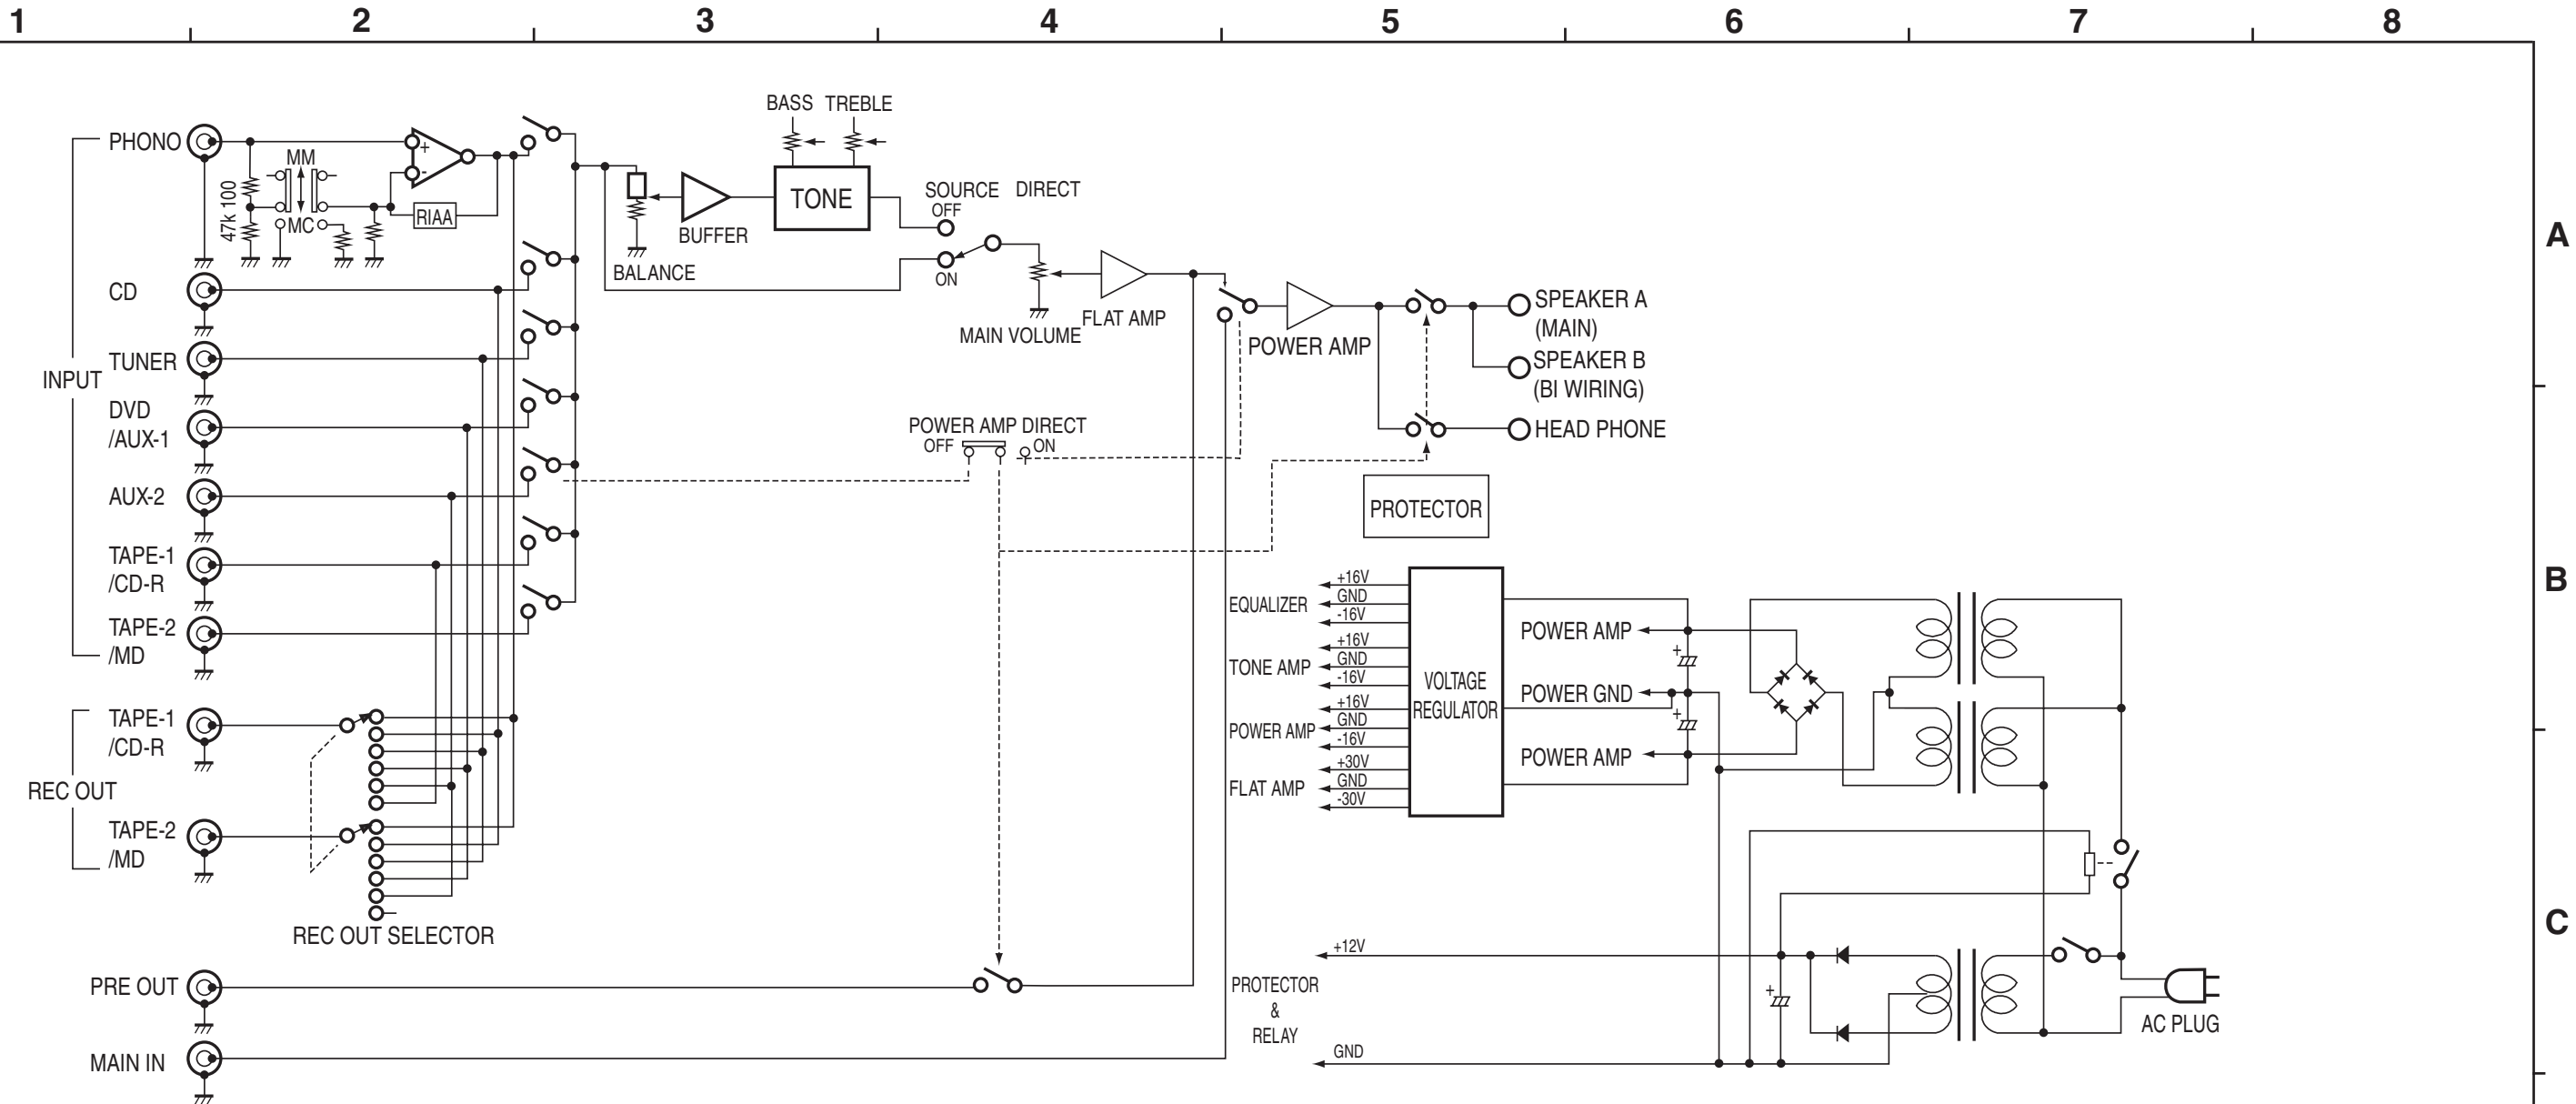 1 2 3 4 5 6 7 8
A
B
C
INPUT
PHONO
CD
TUNER
DVD
/AUX-1
AUX-2
TAPE-1
/CD-R
TAPE-2
/MD
REC OUT
TAPE-1
/CD-R
TAPE-2
/MD
PRE OUT
MAIN IN
47k 100
MM
MC
+
-
RIAA
REC OUT SELECTOR
BALANCE
BUFFER
BASS TREBLE
TONE
SOURCE DIRECT
OFF
ON
MAIN VOLUME
FLAT AMP
POWER AMP DIRECT
OFF ON
POWER AMP
SPEAKER A
(MAIN)
SPEAKER B
(BI WIRING)
HEAD PHONE
PROTECTOR
EQUALIZER
+16V
GND
-16V
TONE AMP
+16V
GND
-16V
POWER AMP
+16V
GND
-16V
FLAT AMP
+30V
GND
-30V
VOLTAGE
REGULATOR
POWER AMP
+
POWER GND
+
POWER AMP
PROTECTOR
&
RELAY
+12V
+
GND
AC PLUG